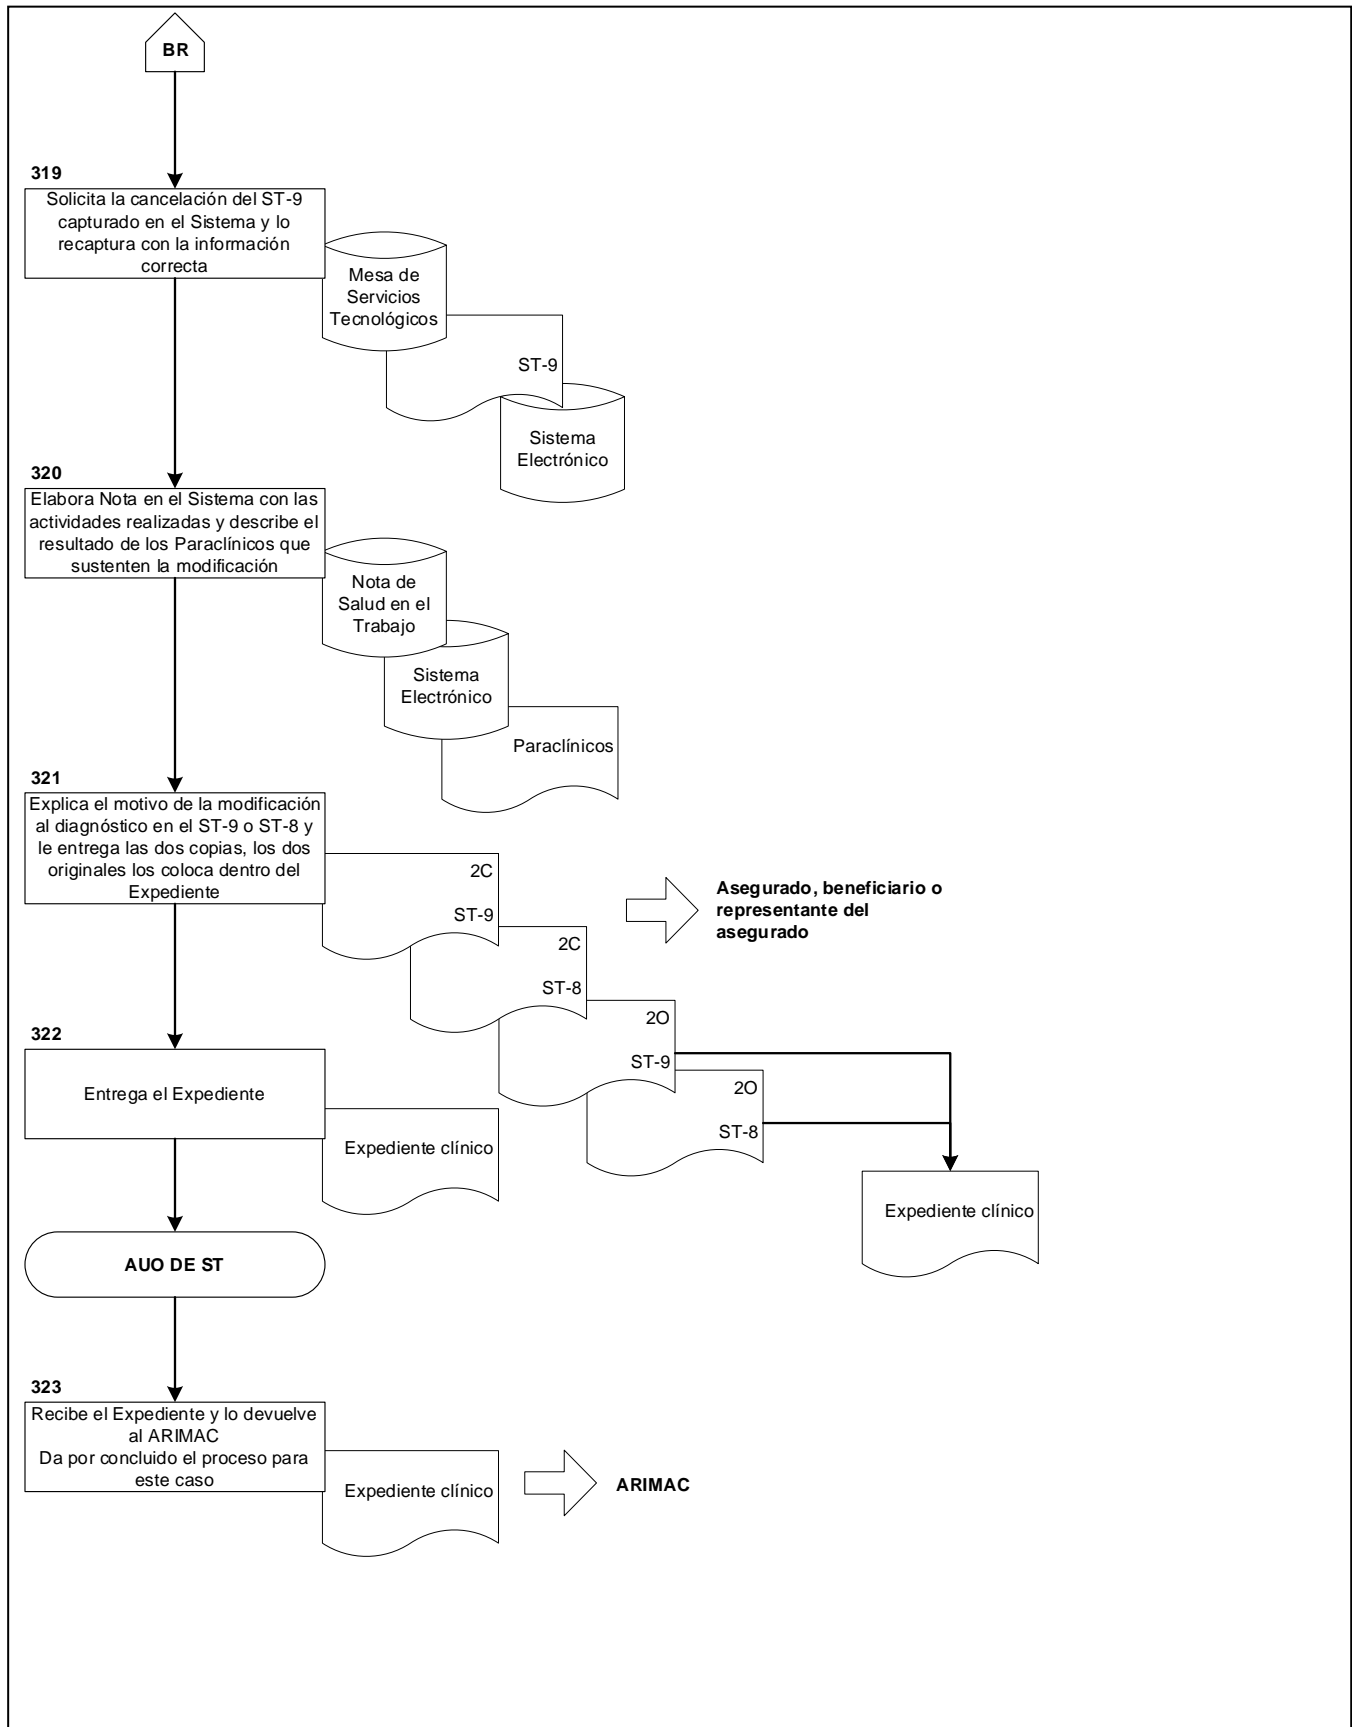 BR
319
Solicita la cancelación del ST-9
capturado en el Sistema y lo
recaptura con la información
correcta
Mesa de
Servicios
Tecnológicos
ST-9
Sistema
Electrónico
320
Elabora Nota en el Sistema con las
actividades realizadas y describe el
resultado de los Paraclínicos que
sustenten la modificación
Nota de
Salud en el
Trabajo
Sistema
Electrónico
Paraclínicos
321
Explica el motivo de la modificación
al diagnóstico en el ST-9 o ST-8 y
le entrega las dos copias, los dos
originales los coloca dentro del
Expediente
2C
ST-9
Asegurado, beneficiario o
representante del
asegurado
2C
ST-8
2O
ST-9
2O
ST-8
Expediente clínico
322
Entrega el Expediente
Expediente clínico
AUO DE ST
323
Recibe el Expediente y lo devuelve
al ARIMAC
Da por concluido el proceso para
este caso
Expediente clínico
ARIMAC